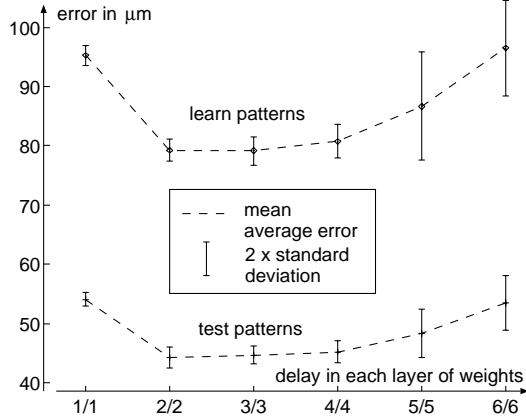 error in μm
100
90
80
70
60
50
40
learn patterns
mean
average error
2 x standard
deviation
test patterns
delay in each layer of weights
1/1 2/2 3/3 4/4 5/5 6/6